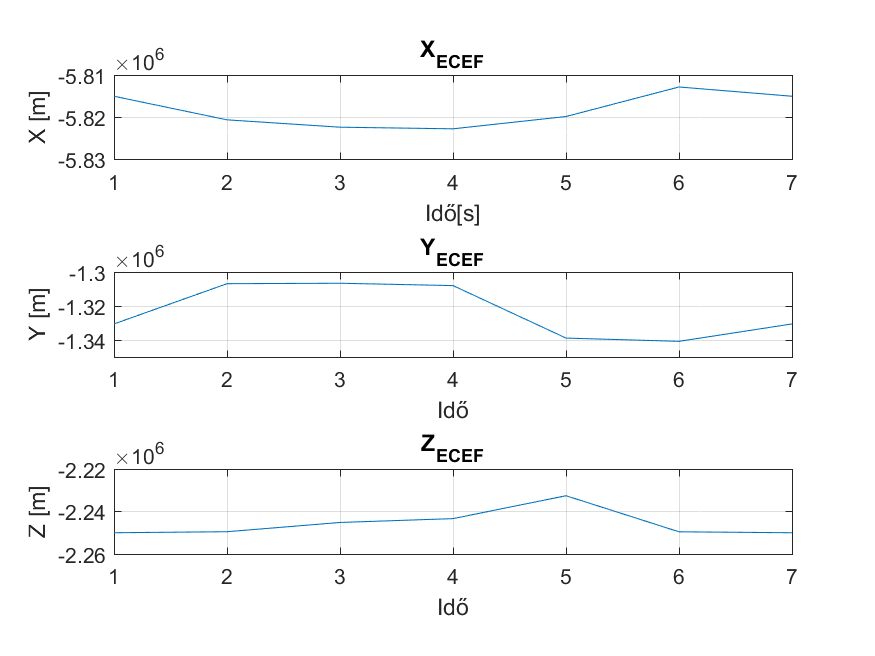 X_ECEF
×10^6
-5.81
-5.82
-5.83
X [m]
1 2 3 4 5 6 7
Idő[s]
Y_ECEF
×10^6
-1.3
-1.32
-1.34
Y [m]
1 2 3 4 5 6 7
Idő
Z_ECEF
×10^6
-2.22
-2.24
-2.26
Z [m]
1 2 3 4 5 6 7
Idő